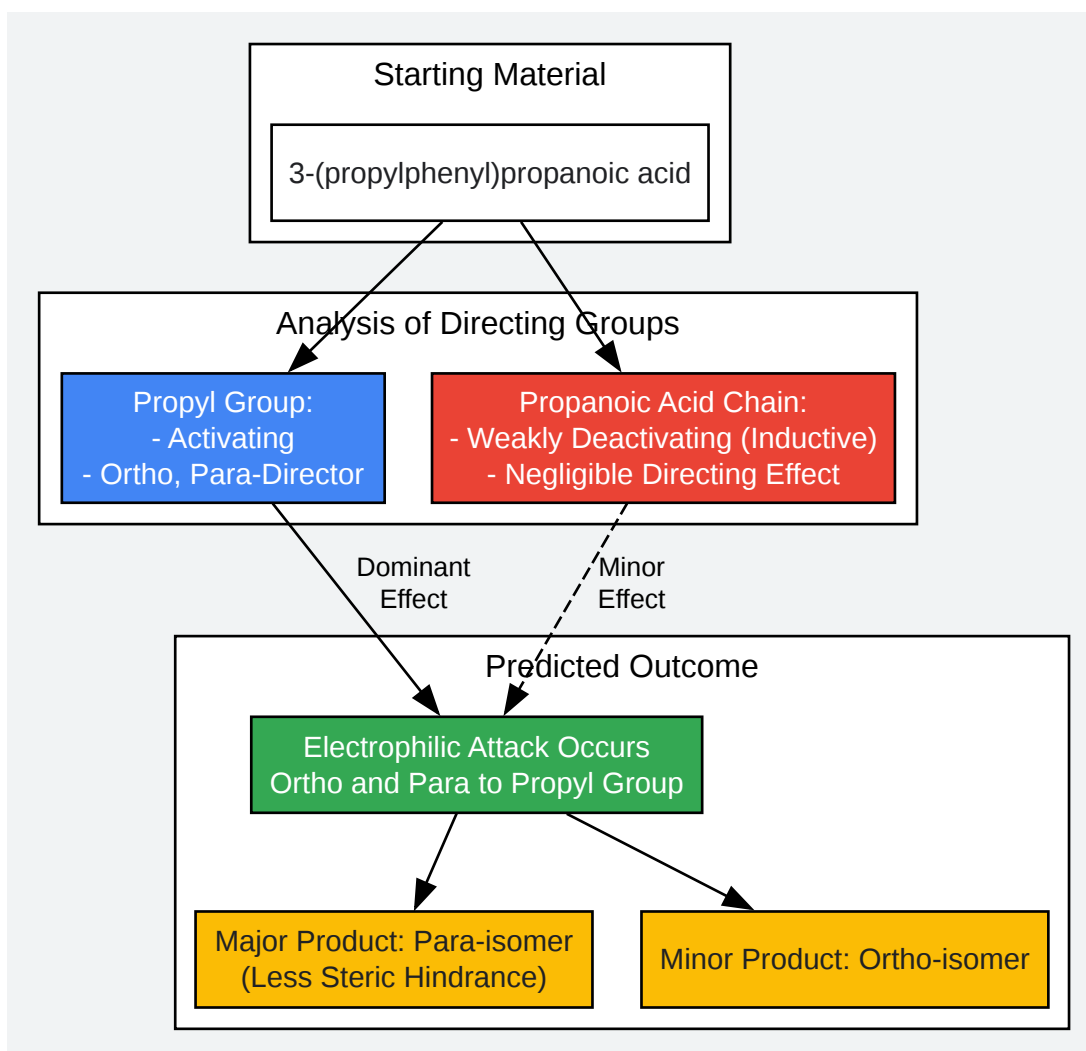 Starting Material
3-(propylphenyl)propanoic acid
Analysis of Directing Groups
Propyl Group:
- Activating
- Ortho, Para-Director
Propanoic Acid Chain:
- Weakly Deactivating (Inductive)
- Negligible Directing Effect
Dominant
Effect
Minor
Effect
Predicted Outcome
Electrophilic Attack Occurs
Ortho and Para to Propyl Group
Major Product: Para-isomer
(Less Steric Hindrance)
Minor Product: Ortho-isomer